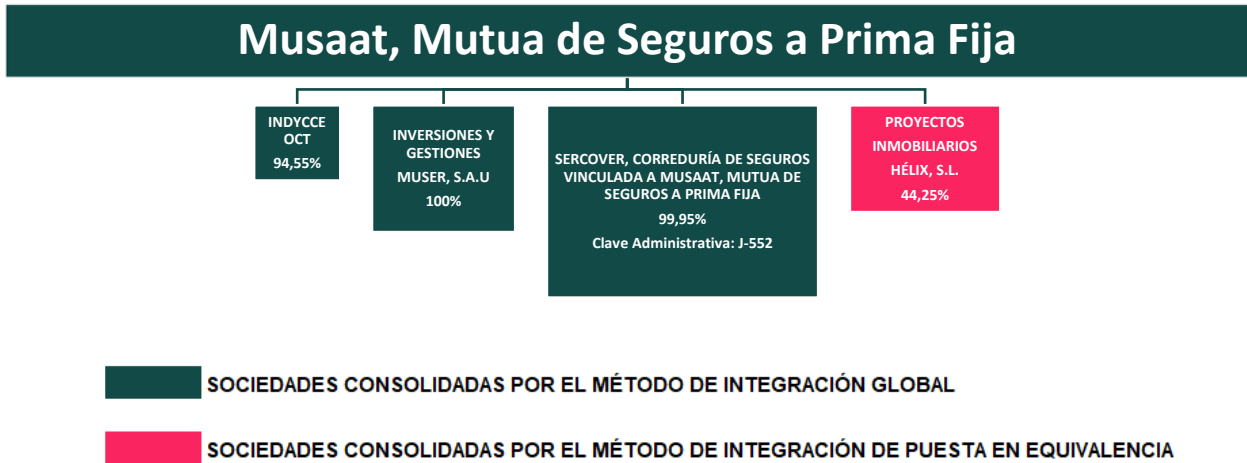 Musaat, Mutua de Seguros a Prima Fija
INDYCCE
OCT
94,55%
INVERSIONES Y
GESTIONES
MUSER, S.A.U
100%
SERCOVER, CORREDURÍA DE SEGUROS
VINCULADA A MUSAAT, MUTUA DE
SEGUROS A PRIMA FIJA
99,95%
Clave Administrativa: J-552
PROYECTOS
INMOBILIARIOS
HÉLIX, S.L.
44,25%
SOCIEDADES CONSOLIDADAS POR EL MÉTODO DE INTEGRACIÓN GLOBAL
SOCIEDADES CONSOLIDADAS POR EL MÉTODO DE INTEGRACIÓN DE PUESTA EN EQUIVALENCIA